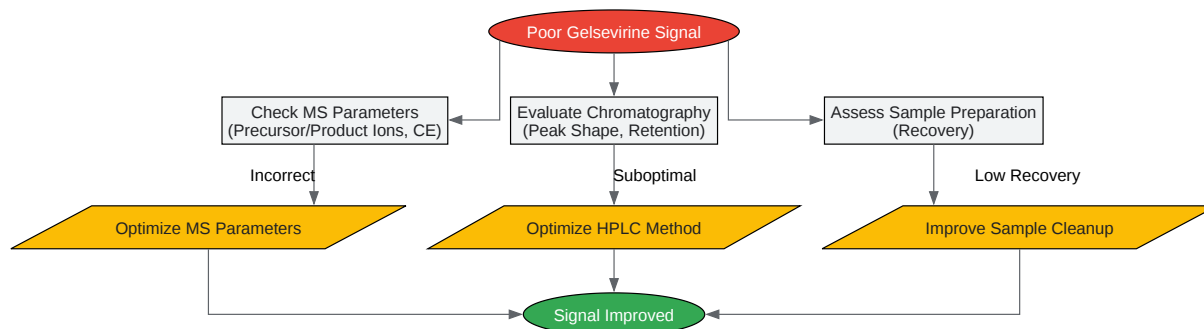 Poor Gelsevirine Signal
Check MS Parameters
(Precursor/Product Ions, CE)
Evaluate Chromatography
(Peak Shape, Retention)
Assess Sample Preparation
(Recovery)
Incorrect
Suboptimal
Low Recovery
Optimize MS Parameters
Optimize HPLC Method
Improve Sample Cleanup
Signal Improved